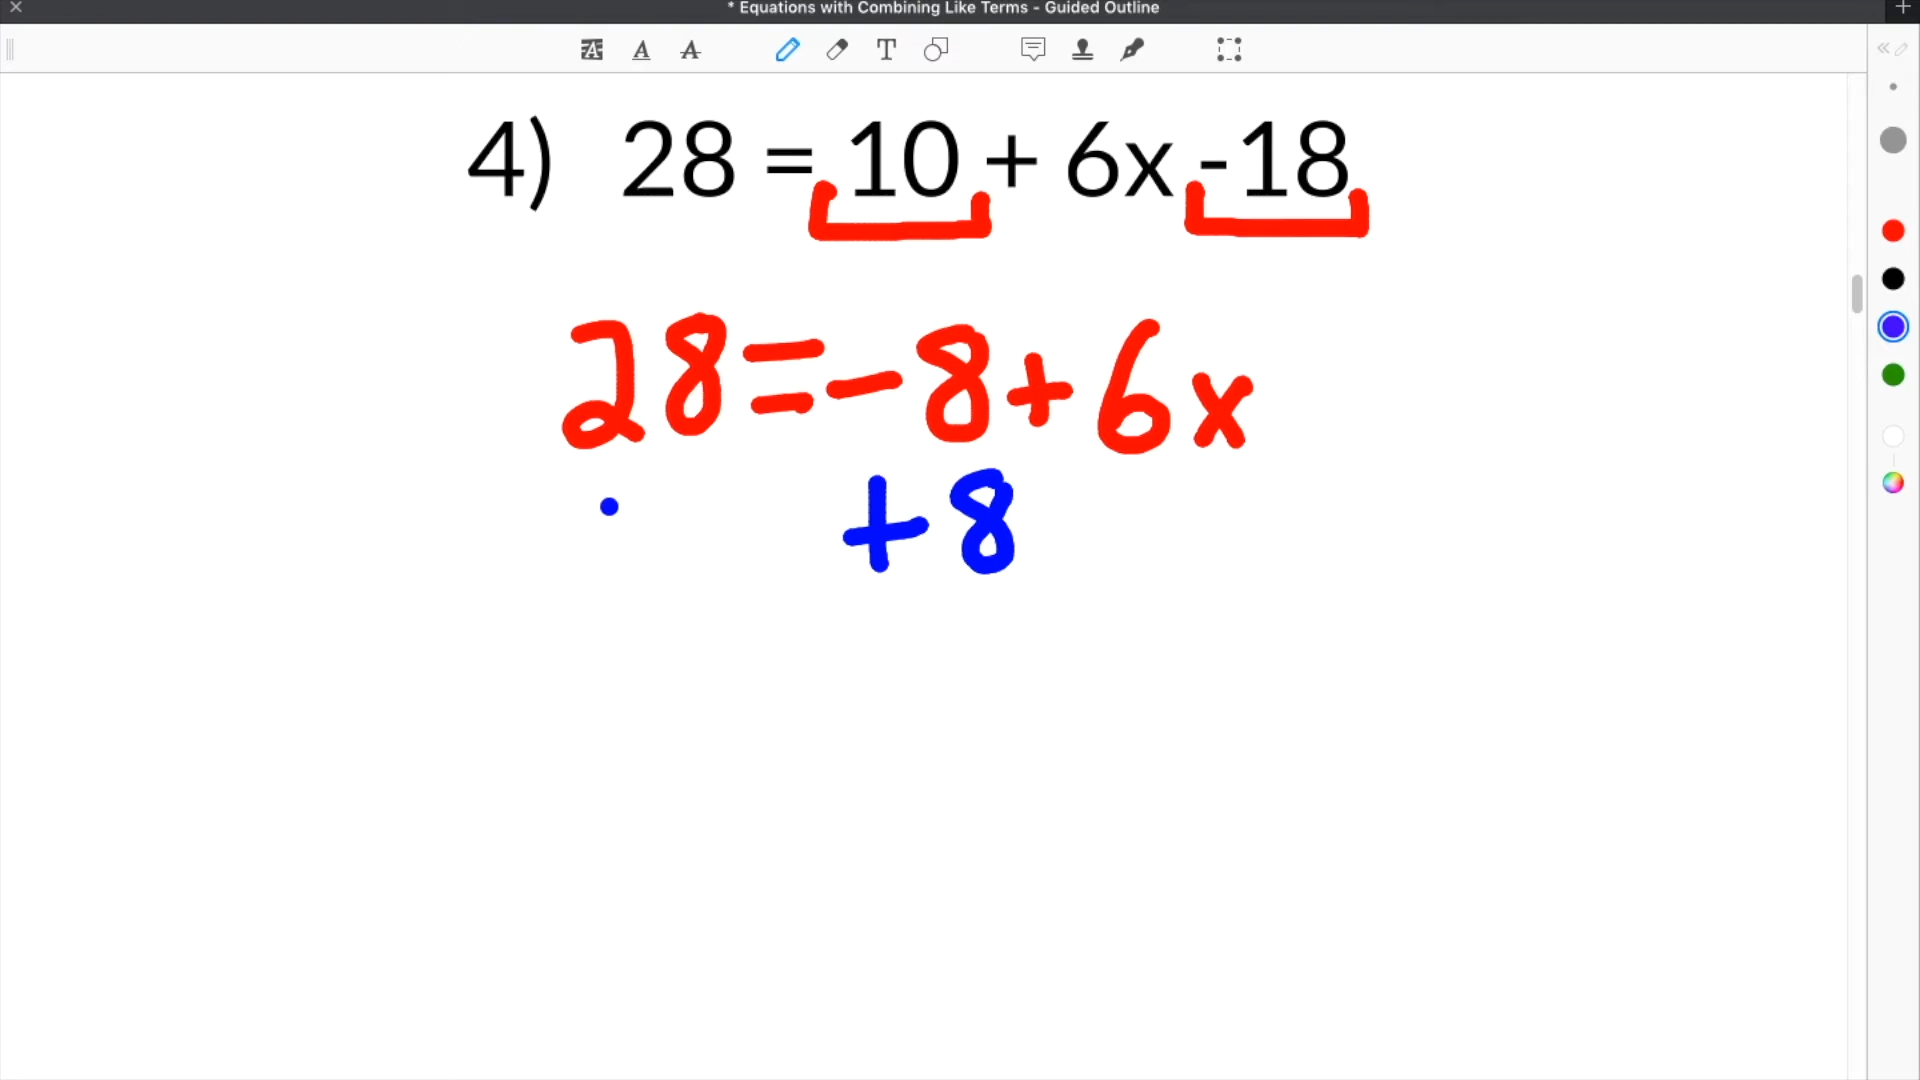 * Equations with Combining Like Terms - Guided Outline
4) 28 = 10 + 6x -18
28=-8+6x
+8